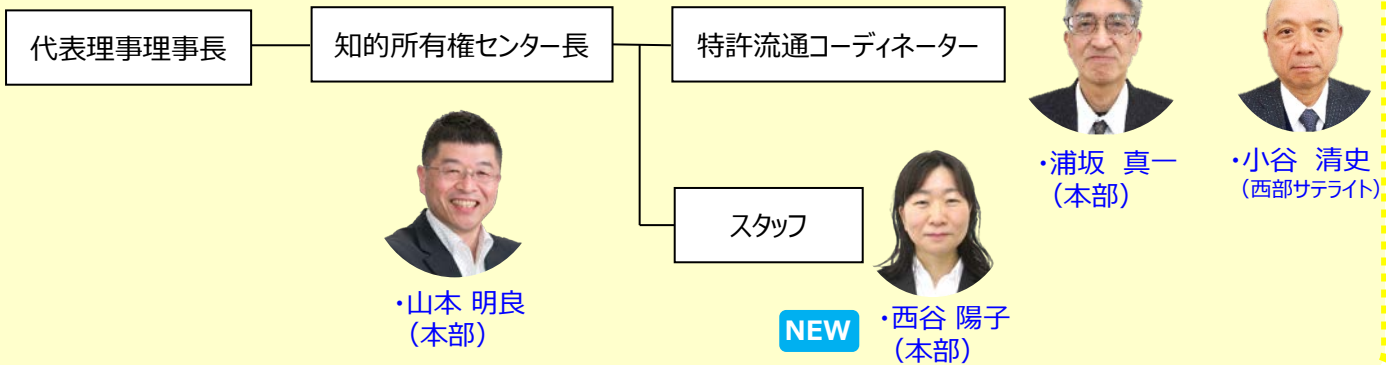 代表理事理事長
知的所有権センター長
特許流通コーディネーター
・浦坂 真一
（本部）
・小谷 清史
（西部サテライト）
スタッフ
・山本 明良
（本部）
NEW
・西谷 陽子
（本部）